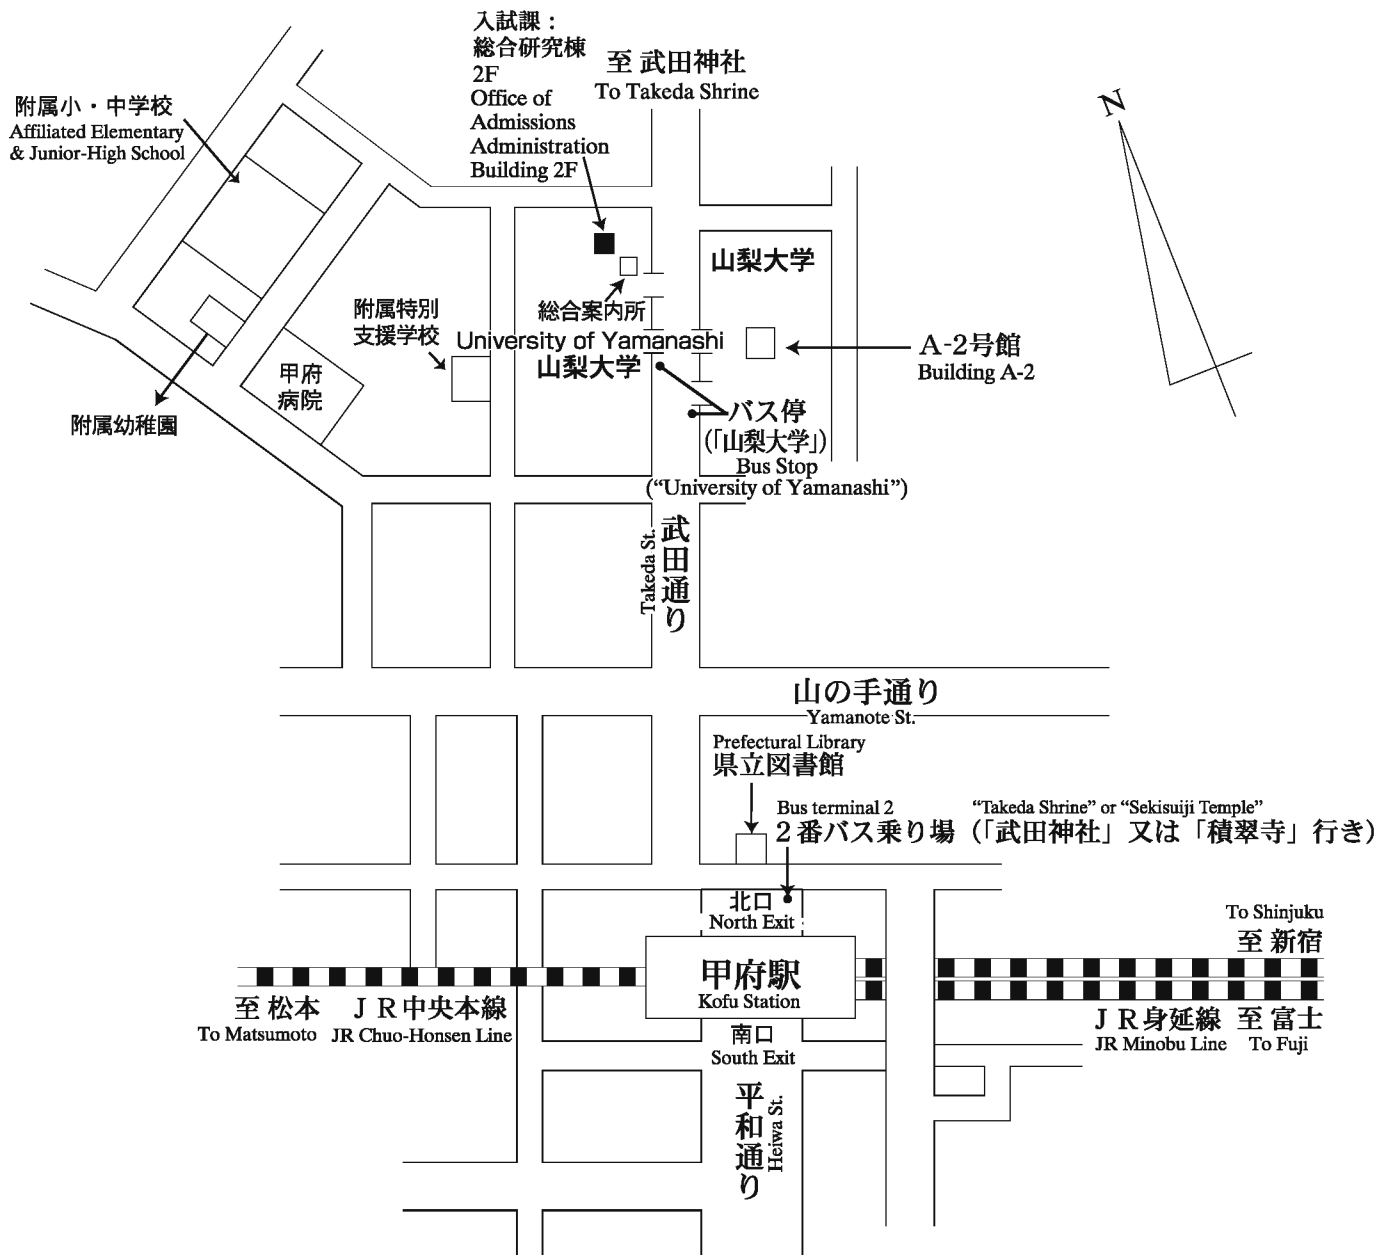 入試課：
総合研究棟
2F
Office of
Admissions
Administration
Building 2F
至 武田神社
To Takeda Shrine
N
附属小・中学校
Affiliated Elementary
& Junior-High School
山梨大学
附属特別
支援学校
総合案内所
University of Yamanashi
山梨大学
A-2号館
Building A-2
甲府
病院
附属幼稚園
バス停
（「山梨大学」）
Bus Stop
(“University of Yamanashi”)
武田通り
Takeda St.
山の手通り
Yamanote St.
Prefectural Library
県立図書館
Bus terminal 2 “Takeda Shrine” or “Sekisuiji Temple”
２番バス乗り場（「武田神社」又は「積翠寺」行き）
北口
North Exit
To Shinjuku
至 新宿
甲府駅
Kofu Station
至 松本 ＪＲ中央本線
To Matsumoto JR Chuo-Honsen Line
ＪＲ身延線 至 富士
JR Minobu Line To Fuji
南口
South Exit
平和通り
Heiwa St.